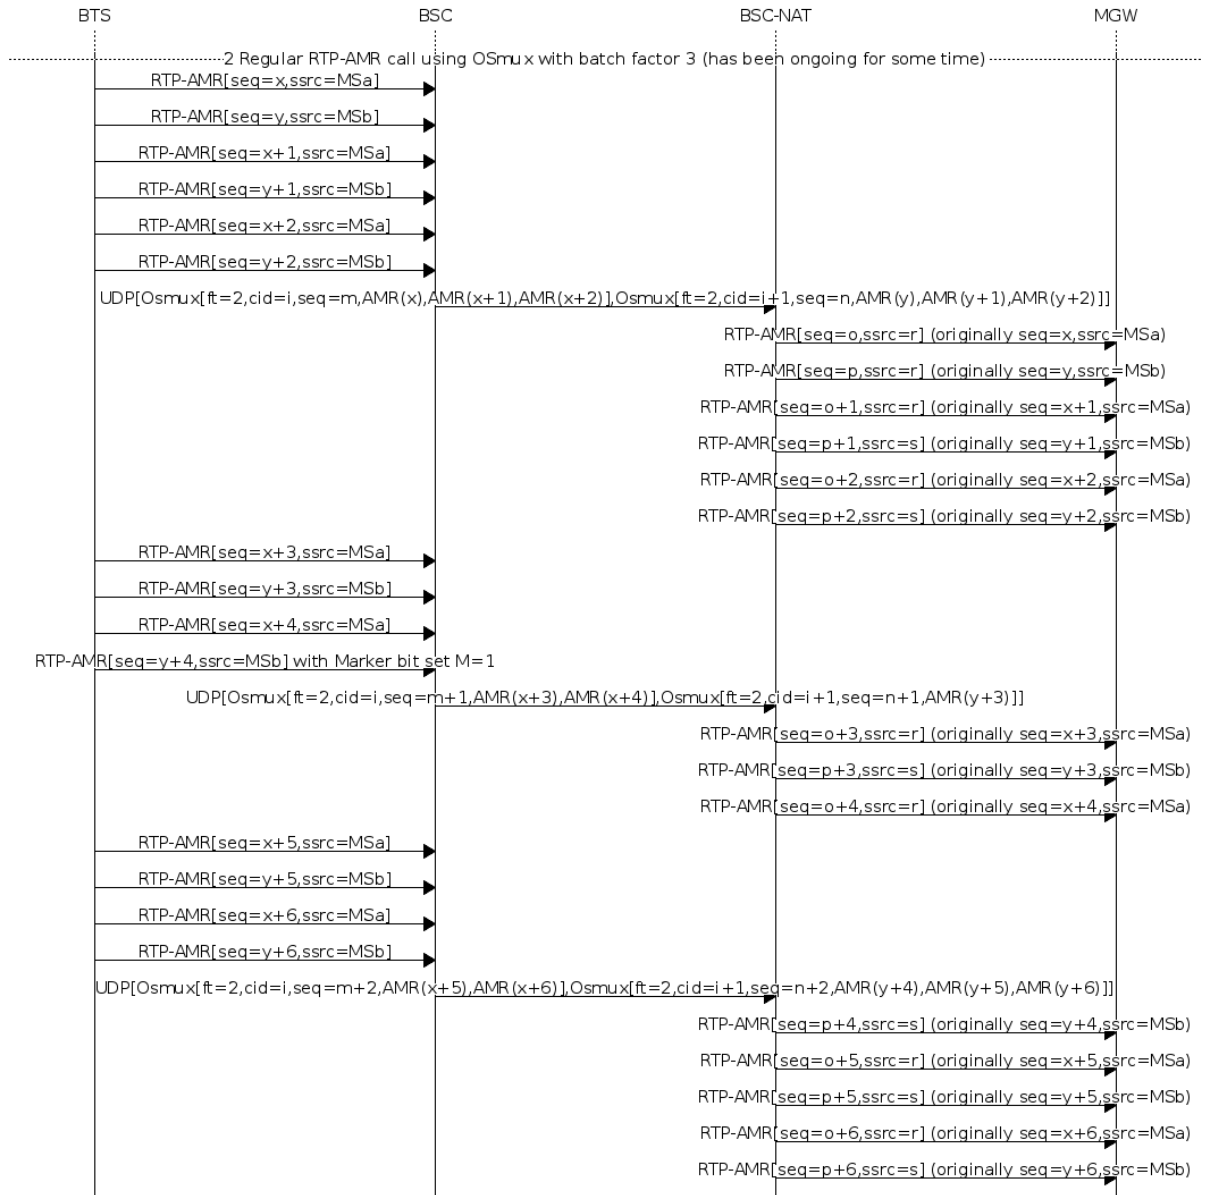 BTS BSC BSC-NAT MGW
2 Regular RTP-AMR call using OSmux with batch factor 3 (has been ongoing for some time)
RTP-AMR[seq=x,ssrc=MSa]
RTP-AMR[seq=y,ssrc=MSb]
RTP-AMR[seq=x+1,ssrc=MSa]
RTP-AMR[seq=y+1,ssrc=MSb]
RTP-AMR[seq=x+2,ssrc=MSa]
RTP-AMR[seq=y+2,ssrc=MSb]
UDP[Osmux[ft=2,cid=i,seq=m,AMR(x),AMR(x+1),AMR(x+2)],Osmux[ft=2,cid=i+1,seq=n,AMR(y),AMR(y+1),AMR(y+2)]]
RTP-AMR[seq=o,ssrc=r] (originally seq=x,ssrc=MSa)
RTP-AMR[seq=p,ssrc=r] (originally seq=y,ssrc=MSb)
RTP-AMR[seq=o+1,ssrc=r] (originally seq=x+1,ssrc=MSa)
RTP-AMR[seq=p+1,ssrc=s] (originally seq=y+1,ssrc=MSb)
RTP-AMR[seq=o+2,ssrc=r] (originally seq=x+2,ssrc=MSa)
RTP-AMR[seq=p+2,ssrc=s] (originally seq=y+2,ssrc=MSb)
RTP-AMR[seq=x+3,ssrc=MSa]
RTP-AMR[seq=y+3,ssrc=MSb]
RTP-AMR[seq=x+4,ssrc=MSa]
RTP-AMR[seq=y+4,ssrc=MSb] with Marker bit set M=1
UDP[Osmux[ft=2,cid=i,seq=m+1,AMR(x+3),AMR(x+4)],Osmux[ft=2,cid=i+1,seq=n+1,AMR(y+3)]]
RTP-AMR[seq=o+3,ssrc=r] (originally seq=x+3,ssrc=MSa)
RTP-AMR[seq=p+3,ssrc=s] (originally seq=y+3,ssrc=MSb)
RTP-AMR[seq=o+4,ssrc=r] (originally seq=x+4,ssrc=MSa)
RTP-AMR[seq=x+5,ssrc=MSa]
RTP-AMR[seq=y+5,ssrc=MSb]
RTP-AMR[seq=x+6,ssrc=MSa]
RTP-AMR[seq=y+6,ssrc=MSb]
UDP[Osmux[ft=2,cid=i,seq=m+2,AMR(x+5),AMR(x+6)],Osmux[ft=2,cid=i+1,seq=n+2,AMR(y+4),AMR(y+5),AMR(y+6)]]
RTP-AMR[seq=p+4,ssrc=s] (originally seq=y+4,ssrc=MSb)
RTP-AMR[seq=o+5,ssrc=r] (originally seq=x+5,ssrc=MSa)
RTP-AMR[seq=p+5,ssrc=s] (originally seq=y+5,ssrc=MSb)
RTP-AMR[seq=o+6,ssrc=r] (originally seq=x+6,ssrc=MSa)
RTP-AMR[seq=p+6,ssrc=s] (originally seq=y+6,ssrc=MSb)